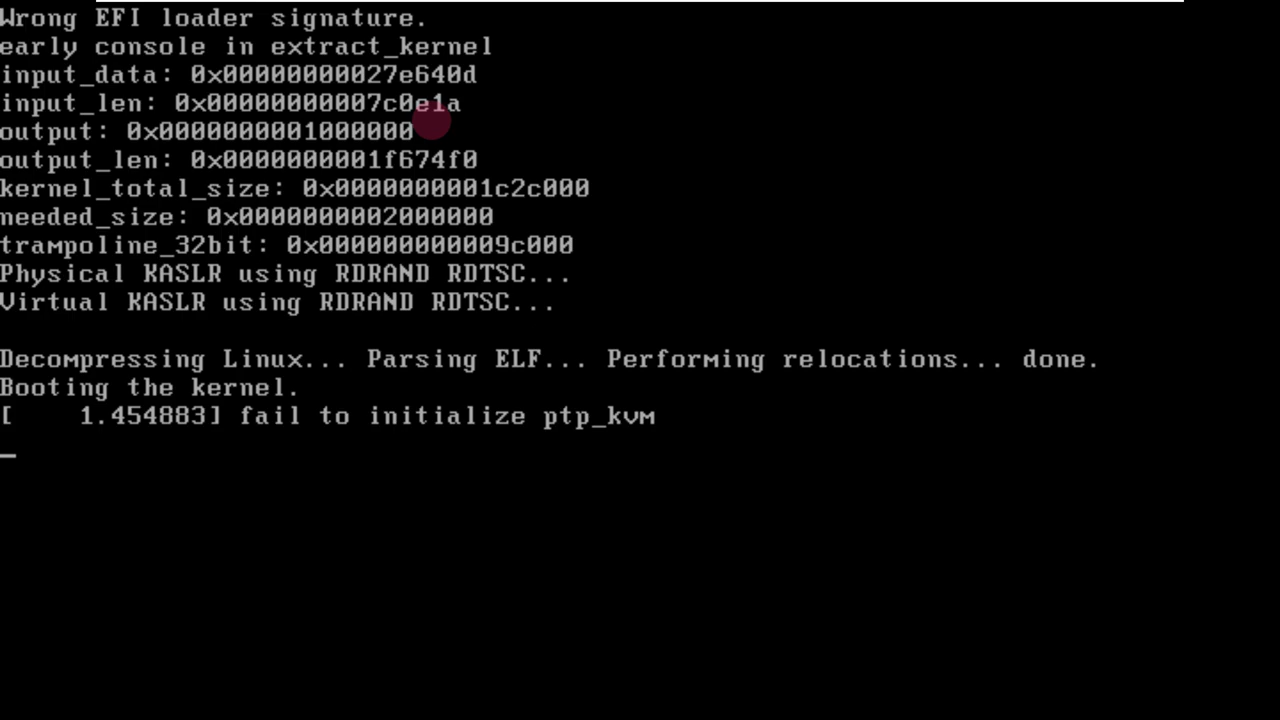 Wrong EFI loader signature.
early console in extract_kernel
input_data: 0x00000000027e640d
input_len: 0x00000000007c0e1a
output: 0x0000000001000000
output_len: 0x0000000001f674f0
kernel_total_size: 0x0000000001c2c000
needed_size: 0x0000000002000000
trampoline_32bit: 0x000000000009c000
Physical KASLR using RDRAND RDTSC...
Virtual KASLR using RDRAND RDTSC...
Decompressing Linux... Parsing ELF... Performing relocations... done.
Booting the kernel.
[    1.454883] fail to initialize ptp_kvm